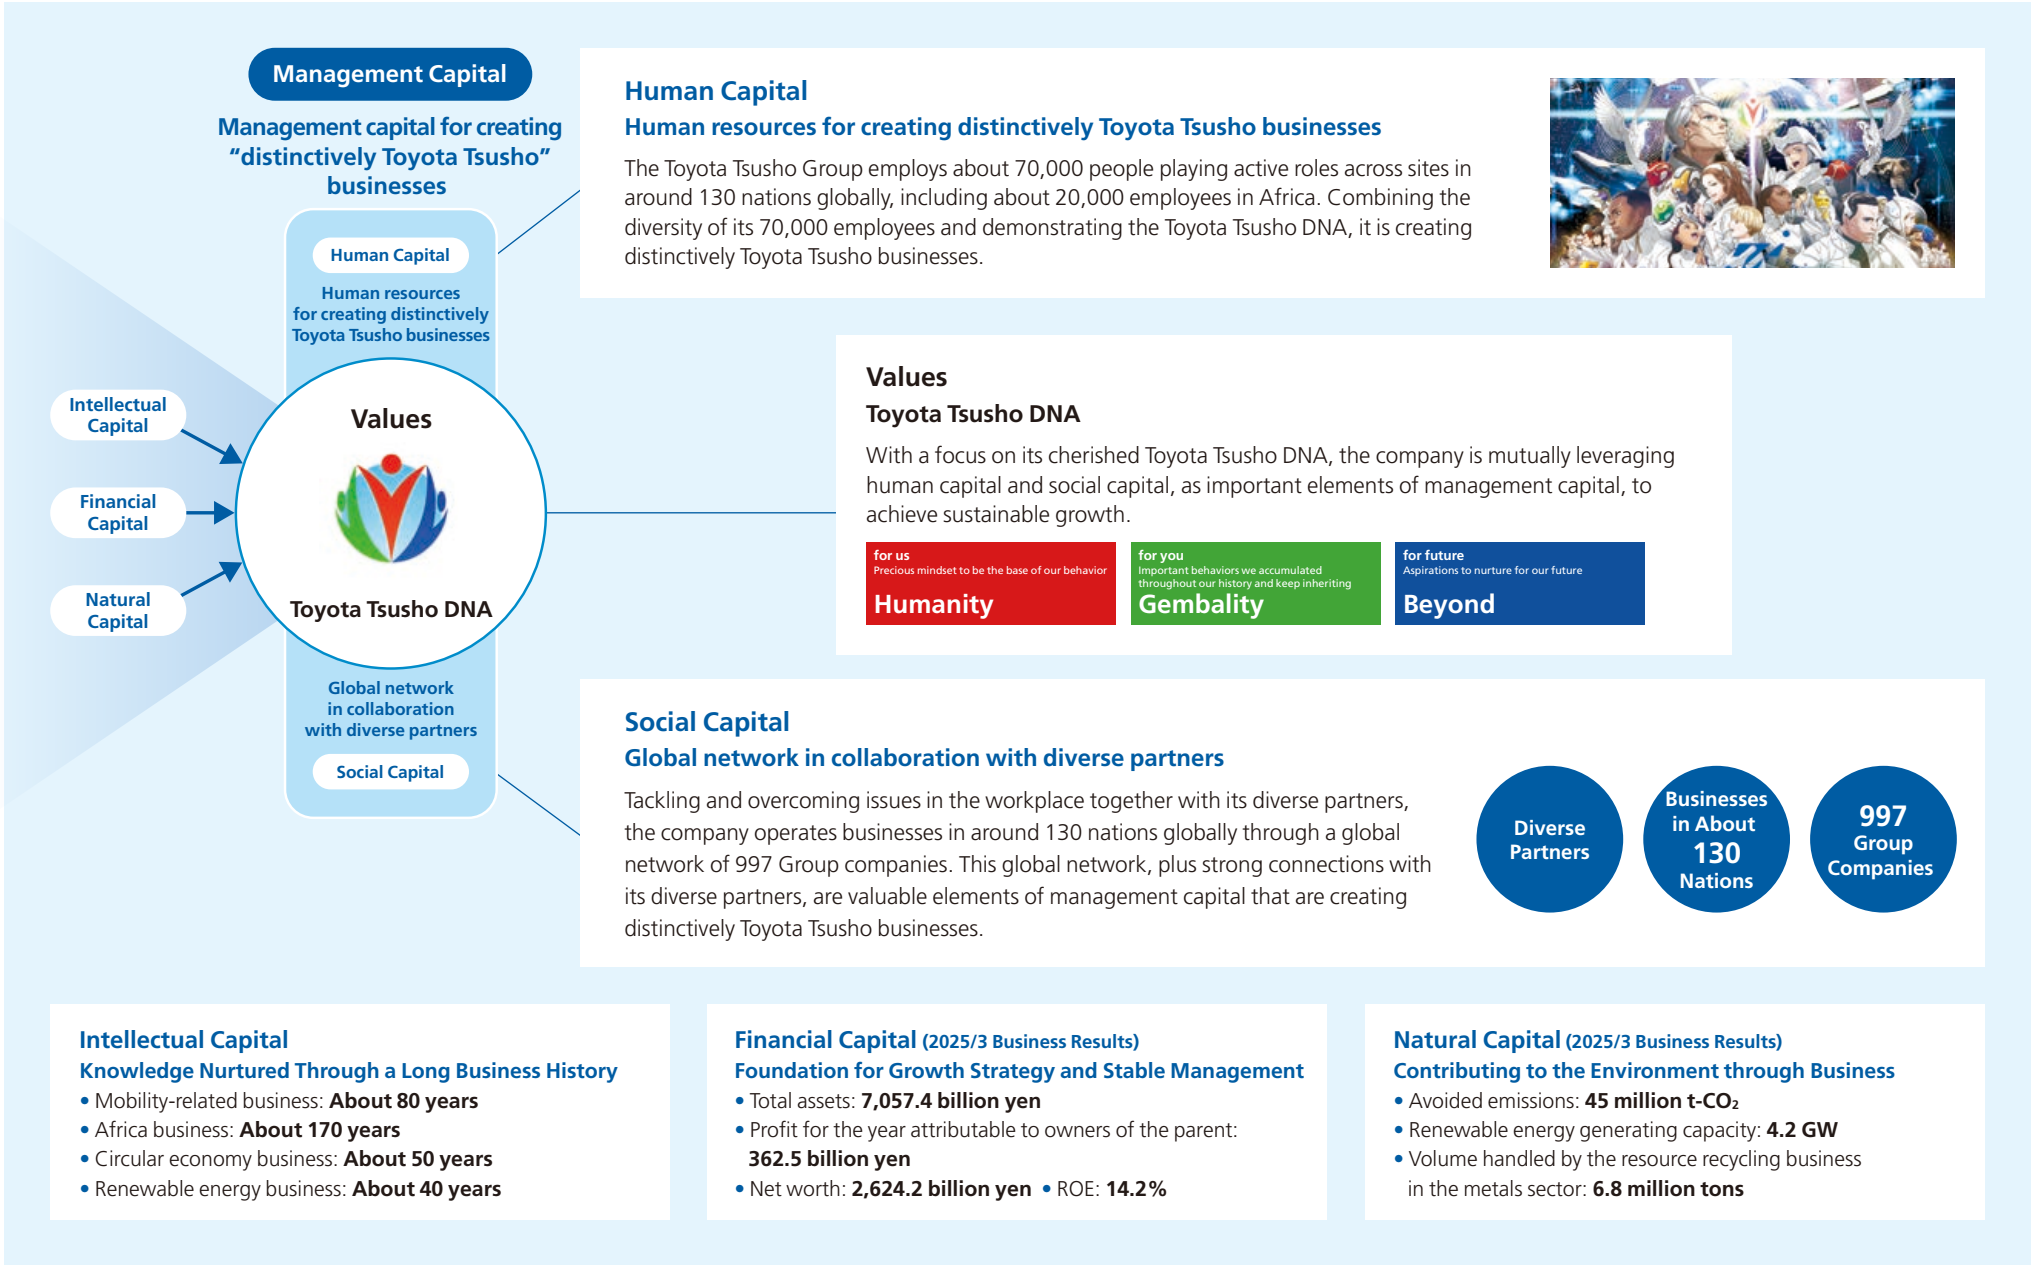 Management Capital
Management capital for creating
“distinctively Toyota Tsusho”
businesses
Human Capital
Human resources
for creating distinctively
Toyota Tsusho businesses
Intellectual
Capital
Financial
Capital
Natural
Capital
Values
Toyota Tsusho DNA
Global network
in collaboration
with diverse partners
Social Capital
Human Capital
Human resources for creating distinctively Toyota Tsusho businesses
The Toyota Tsusho Group employs about 70,000 people playing active roles across sites in
around 130 nations globally, including about 20,000 employees in Africa. Combining the
diversity of its 70,000 employees and demonstrating the Toyota Tsusho DNA, it is creating
distinctively Toyota Tsusho businesses.
Values
Toyota Tsusho DNA
With a focus on its cherished Toyota Tsusho DNA, the company is mutually leveraging
human capital and social capital, as important elements of management capital, to
achieve sustainable growth.
for us
Precious mindset to be the base of our behavior
Humanity
for you
Important behaviors we accumulated
throughout our history and keep inheriting
Gembality
for future
Aspirations to nurture for our future
Beyond
Social Capital
Global network in collaboration with diverse partners
Tackling and overcoming issues in the workplace together with its diverse partners,
the company operates businesses in around 130 nations globally through a global
network of 997 Group companies. This global network, plus strong connections with
its diverse partners, are valuable elements of management capital that are creating
distinctively Toyota Tsusho businesses.
Diverse
Partners
Businesses
in About
130
Nations
997
Group
Companies
Intellectual Capital
Knowledge Nurtured Through a Long Business History
• Mobility-related business: About 80 years
• Africa business: About 170 years
• Circular economy business: About 50 years
• Renewable energy business: About 40 years
Financial Capital (2025/3 Business Results)
Foundation for Growth Strategy and Stable Management
• Total assets: 7,057.4 billion yen
• Profit for the year attributable to owners of the parent:
362.5 billion yen
• Net worth: 2,624.2 billion yen • ROE: 14.2%
Natural Capital (2025/3 Business Results)
Contributing to the Environment through Business
• Avoided emissions: 45 million t-CO₂
• Renewable energy generating capacity: 4.2 GW
• Volume handled by the resource recycling business
in the metals sector: 6.8 million tons